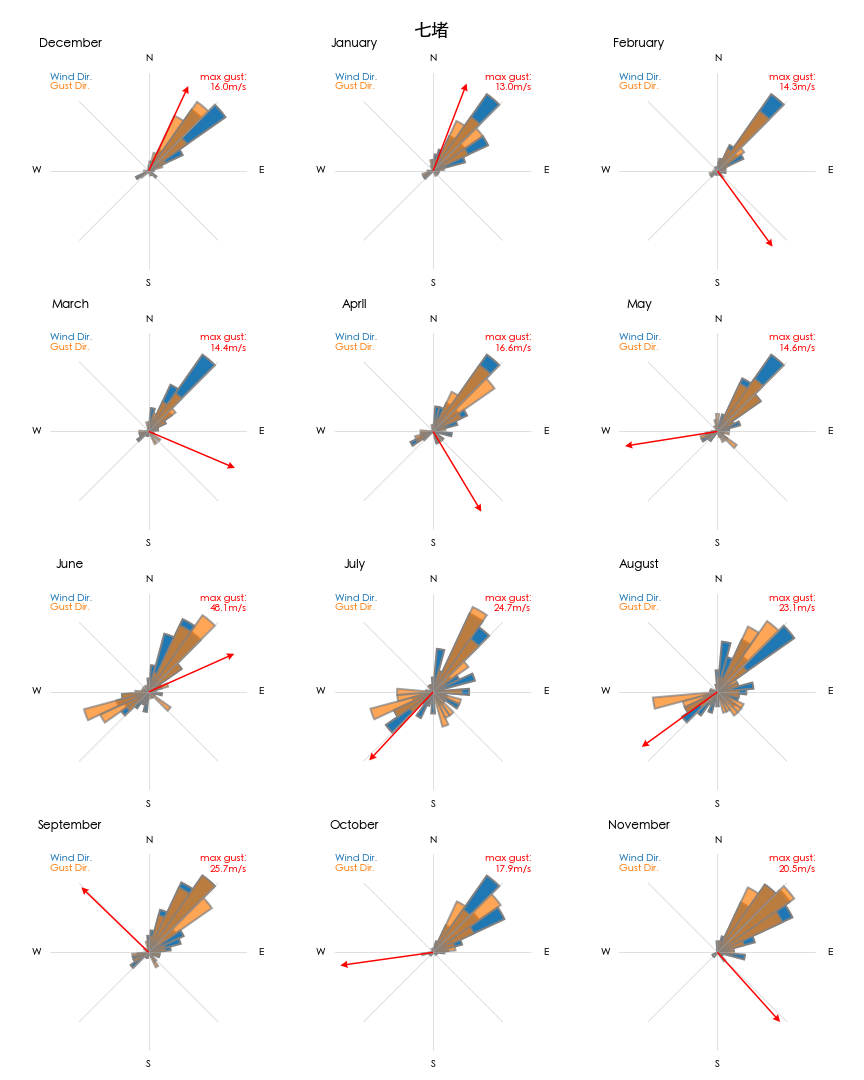 七堵
December
N
Wind Dir.
Gust Dir.
max gust:
16.0m/s
W
E
S
January
N
Wind Dir.
Gust Dir.
max gust:
13.0m/s
W
E
S
February
N
Wind Dir.
Gust Dir.
max gust:
14.3m/s
W
E
S
March
N
Wind Dir.
Gust Dir.
max gust:
14.4m/s
W
E
S
April
N
Wind Dir.
Gust Dir.
max gust:
16.6m/s
W
E
S
May
N
Wind Dir.
Gust Dir.
max gust:
14.6m/s
W
E
S
June
N
Wind Dir.
Gust Dir.
max gust:
48.1m/s
W
E
S
July
N
Wind Dir.
Gust Dir.
max gust:
24.7m/s
W
E
S
August
N
Wind Dir.
Gust Dir.
max gust:
23.1m/s
W
E
S
September
N
Wind Dir.
Gust Dir.
max gust:
25.7m/s
W
E
S
October
N
Wind Dir.
Gust Dir.
max gust:
17.9m/s
W
E
S
November
N
Wind Dir.
Gust Dir.
max gust:
20.5m/s
W
E
S